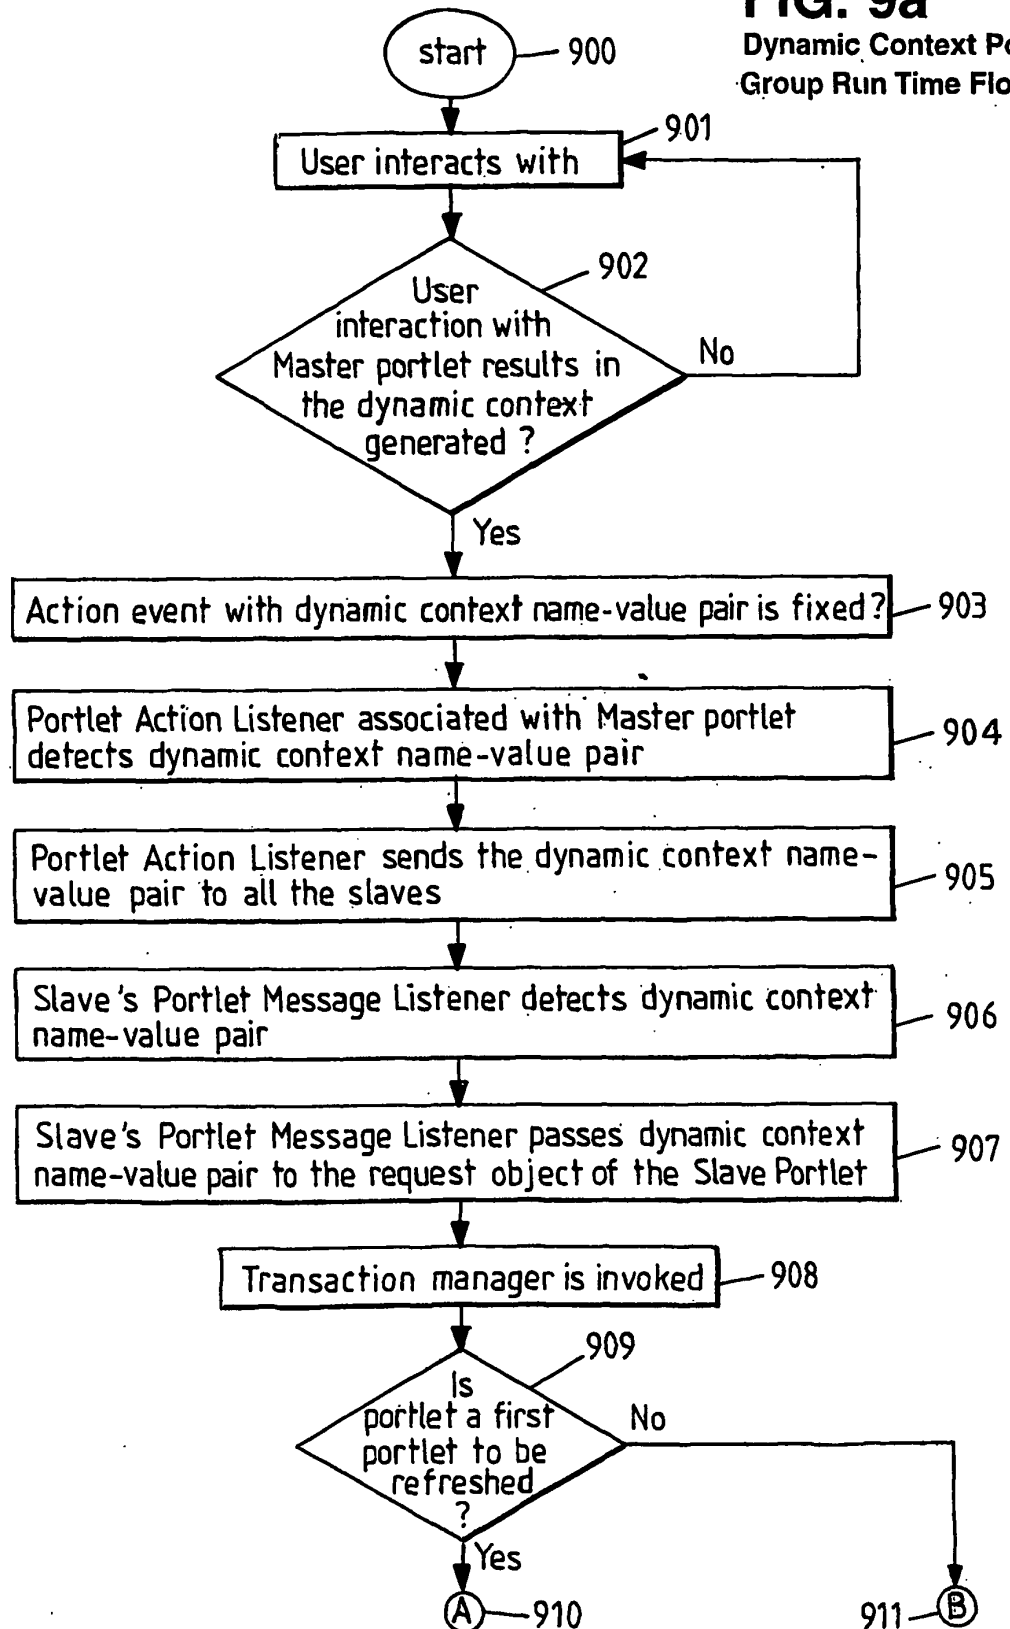 FIG. 9a
Dynamic Context Po
Group Run Time Flo
start
900
901
User interacts with
902
User
interaction with
Master portlet results in
the dynamic context
generated ?
No
Yes
Action event with dynamic context name-value pair is fixed?
903
Portlet Action Listener associated with Master portlet
detects dynamic context name-value pair
904
Portlet Action Listener sends the dynamic context name-
value pair to all the slaves
905
Slave's Portlet Message Listener detects dynamic context
name-value pair
906
Slave's Portlet Message Listener passes dynamic context
name-value pair to the request object of the Slave Portlet
907
Transaction manager is invoked
908
909
Is
portlet a first
portlet to be
refreshed
?
No
Yes
A
910
911
B